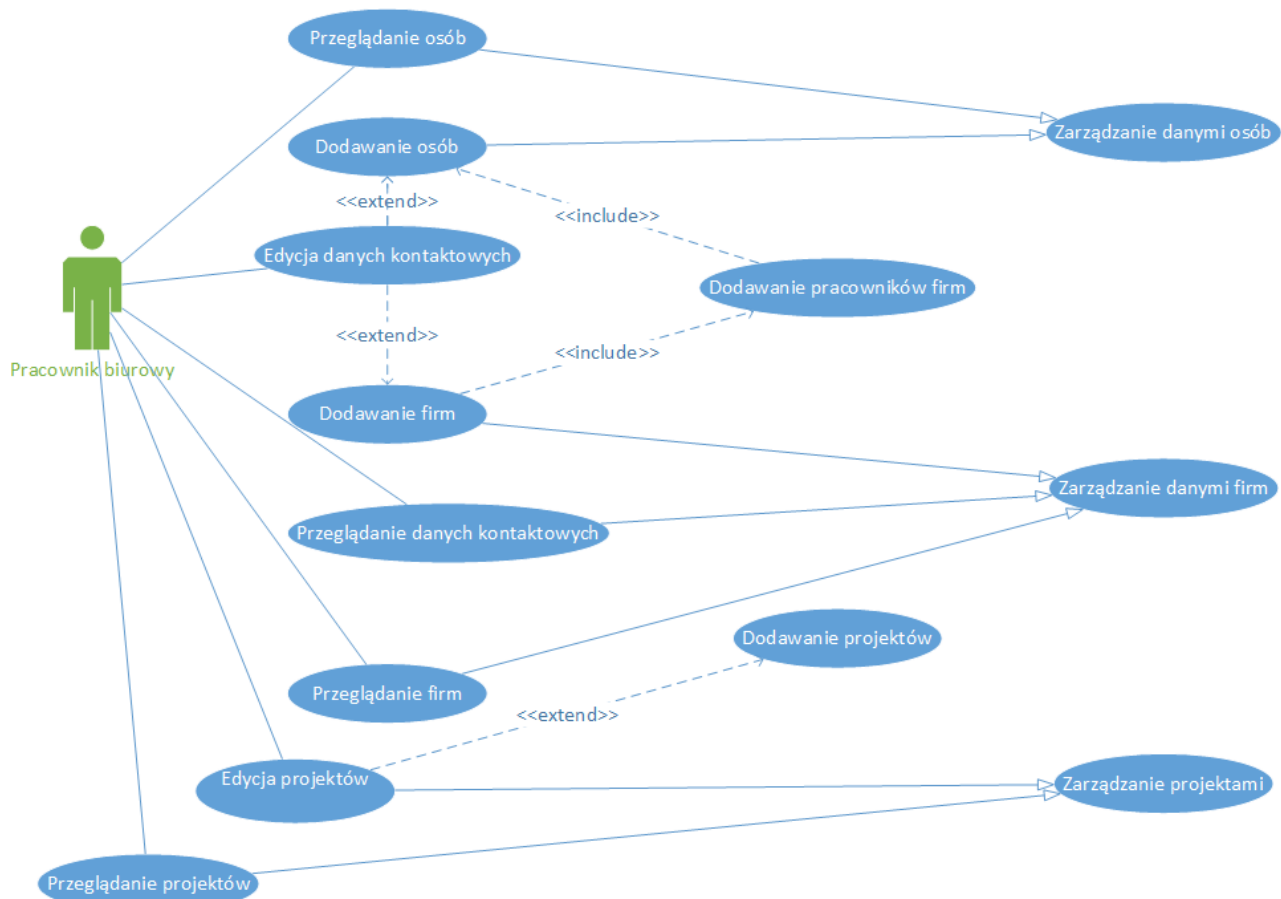 Przeglądanie osób
Zarządzanie danymi osób
Dodawanie osób
<<extend>>
<<include>>
Edycja danych kontaktowych
Dodawanie pracowników firm
<<extend>>
<<include>>
Pracownik biurowy
Dodawanie firm
Zarządzanie danymi firm
Przeglądanie danych kontaktowych
Dodawanie projektów
Przeglądanie firm
<<extend>>
Edycja projektów
Zarządzanie projektami
Przeglądanie projektów